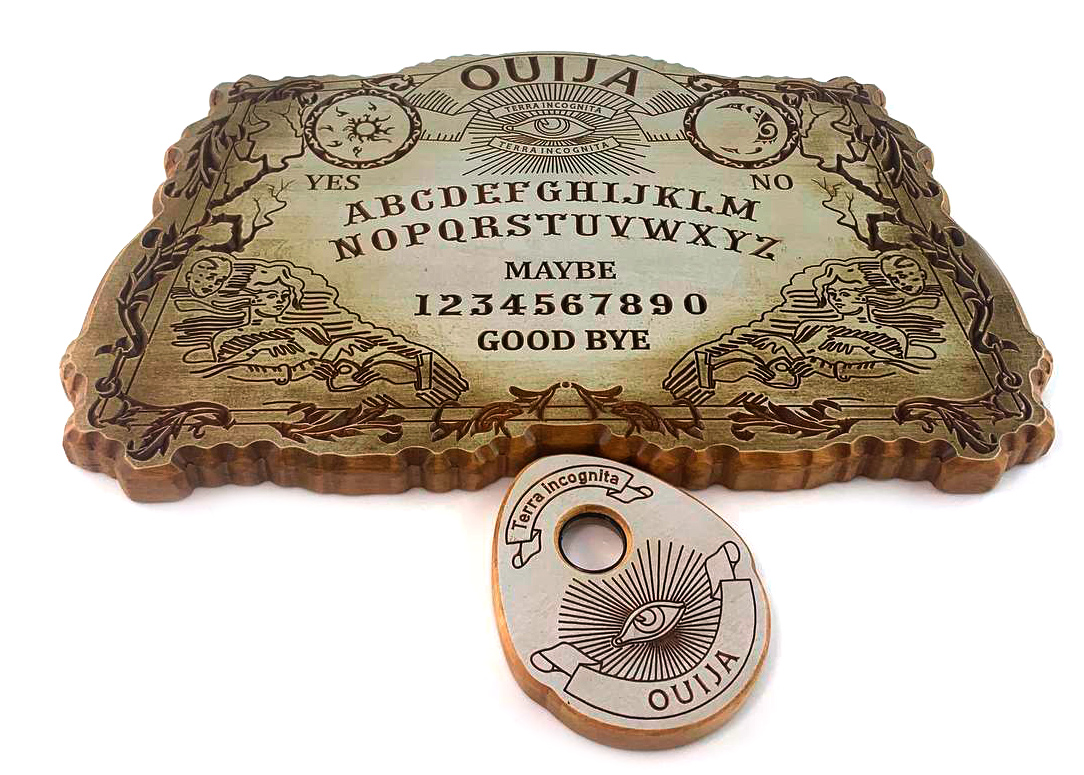 OUIJA
TERRA INCOGNITA
TERRA INCOGNITA
YES
NO
ABCDEFGHIJKLM
NOPQRSTUVWXYZ
MAYBE
1234567890
GOOD BYE
Terra incognita
OUIJA